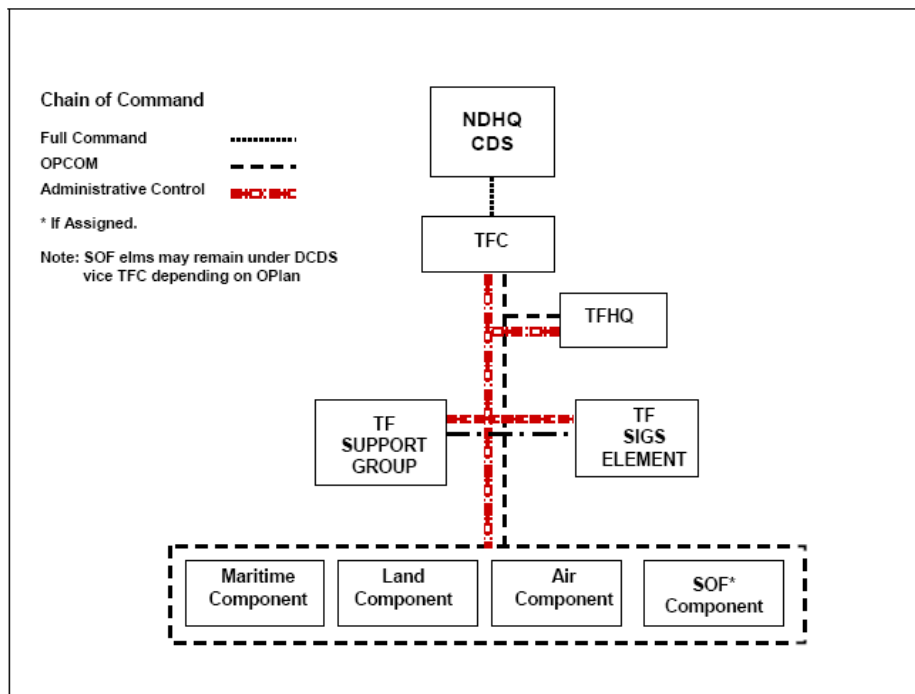 Chain of Command
Full Command
OPCOM
Administrative Control
* If Assigned.
Note: SOF elms may remain under DCDS
vice TFC depending on OPlan
NDHQ
CDS
TFC
TFHQ
TF
SUPPORT
GROUP
TF
SIGS
ELEMENT
Maritime
Component
Land
Component
Air
Component
SOF*
Component